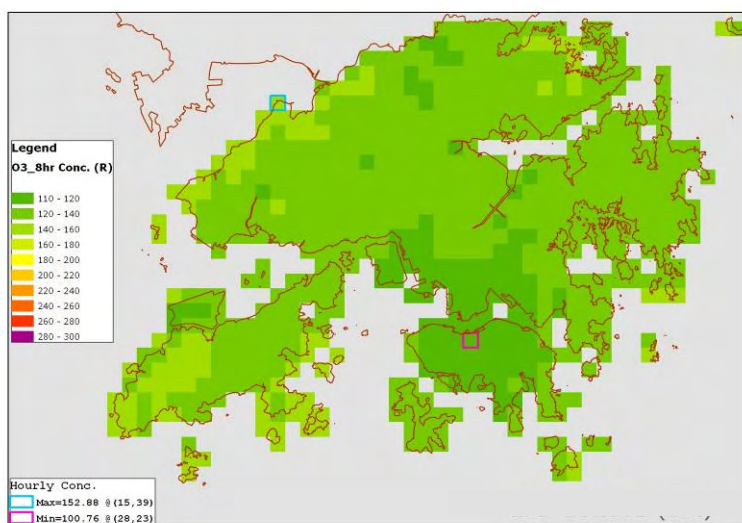 Legend
O3_8hr Conc. (R)
110 - 120
120 - 140
140 - 160
160 - 180
180 - 200
200 - 220
220 - 240
240 - 260
260 - 280
280 - 300
Hourly Conc.
Max=152.88 @(15,39)
Min=100.76 @(28,23)